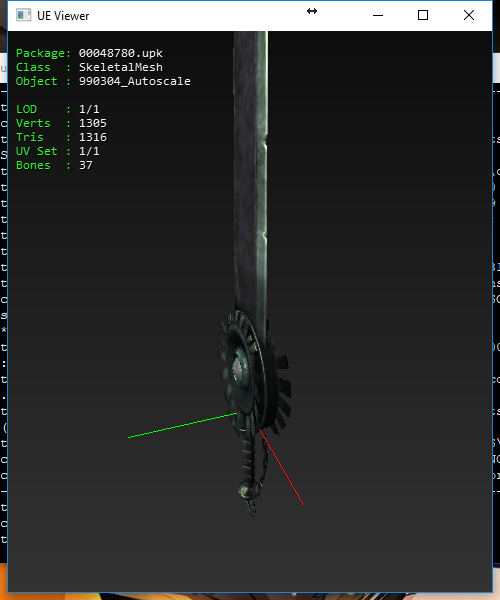 UE Viewer
Package: 00048780.upk
Class : SkeletalMesh
Object : 990304_Autoscale
LOD : 1/1
Verts : 1305
Tris : 1316
UV Set : 1/1
Bones : 37